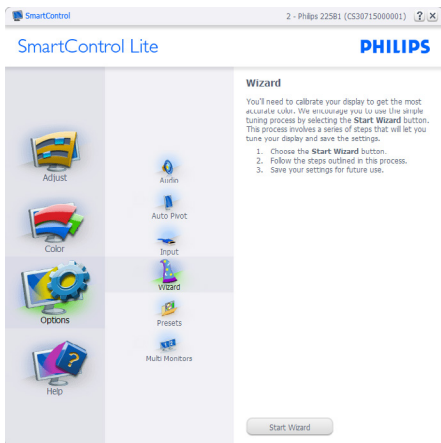 SmartControl
2 - Philips 225B1 (CS30715000001)
SmartControl Lite
PHILIPS
Adjust
Color
Options
Help
Audio
Auto Pivot
Input
Wizard
Presets
Multi Monitors
Wizard
You'll need to calibrate your display to get the most
accurate color. We encourage you to use the simple
tuning process by selecting the Start Wizard button.
This process involves a series of steps that will let you
tune your display and save the settings.
1. Choose the Start Wizard button.
2. Follow the steps outlined in this process.
3. Save your settings for future use.
Start Wizard